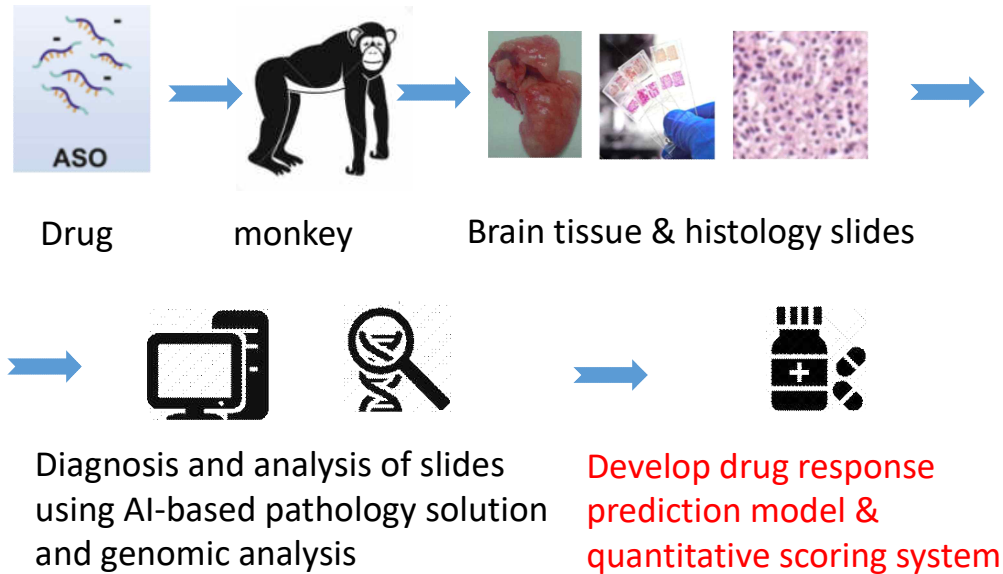 ASO
Drug
monkey
Brain tissue & histology slides
Diagnosis and analysis of slides
using AI-based pathology solution
and genomic analysis
Develop drug response
prediction model &
quantitative scoring system